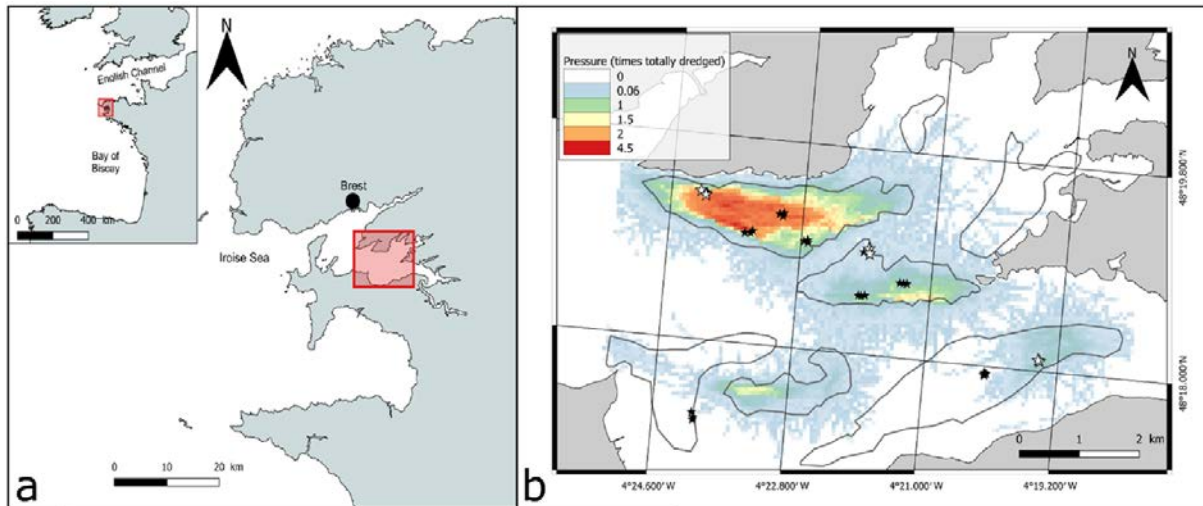 N
English Channel
Bay of
Biscay
0 200 400 km
Brest
Iroise Sea
0 10 20 km
a
Pressure (times totally dredged)
0
0.06
1
1.5
2
4.5
N
48°19.800'N
48°18.000'N
0 1 2 km
4°24.600'W 4°22.800'W 4°21.000'W 4°19.200'W
b